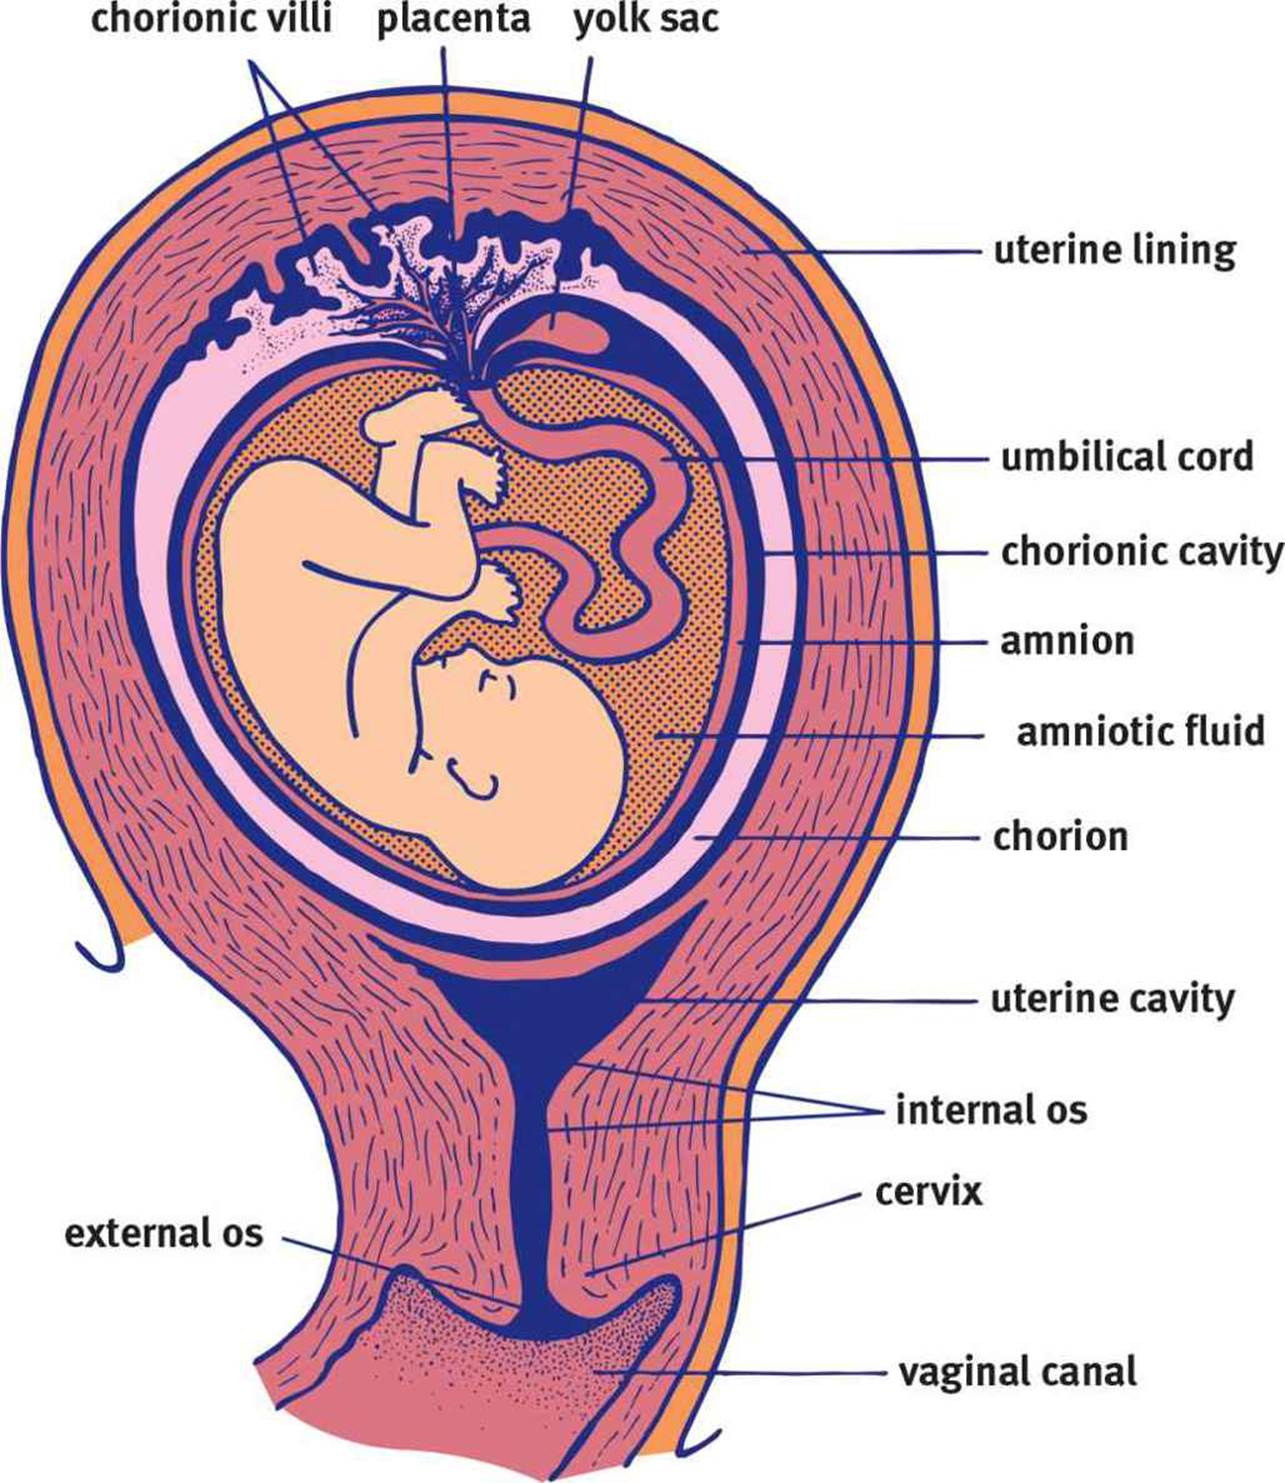 chorionic villi
placenta
yolk sac
uterine lining
umbilical cord
chorionic cavity
amnion
amniotic fluid
chorion
uterine cavity
internal os
cervix
external os
vaginal canal